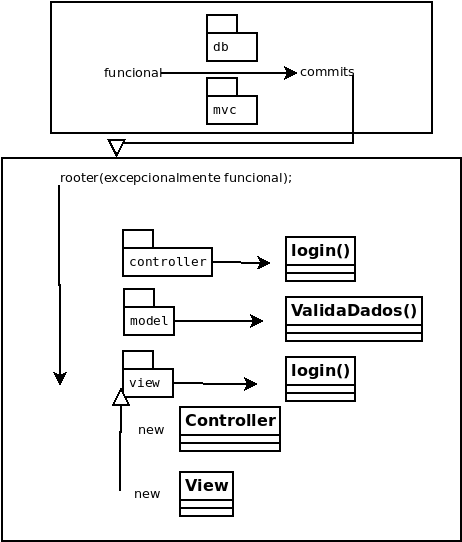 db
funcional
commits
mvc
rooter(excepcionalmente funcional);
controller
login()
model
ValidaDados()
view
login()
new
Controller
new
View